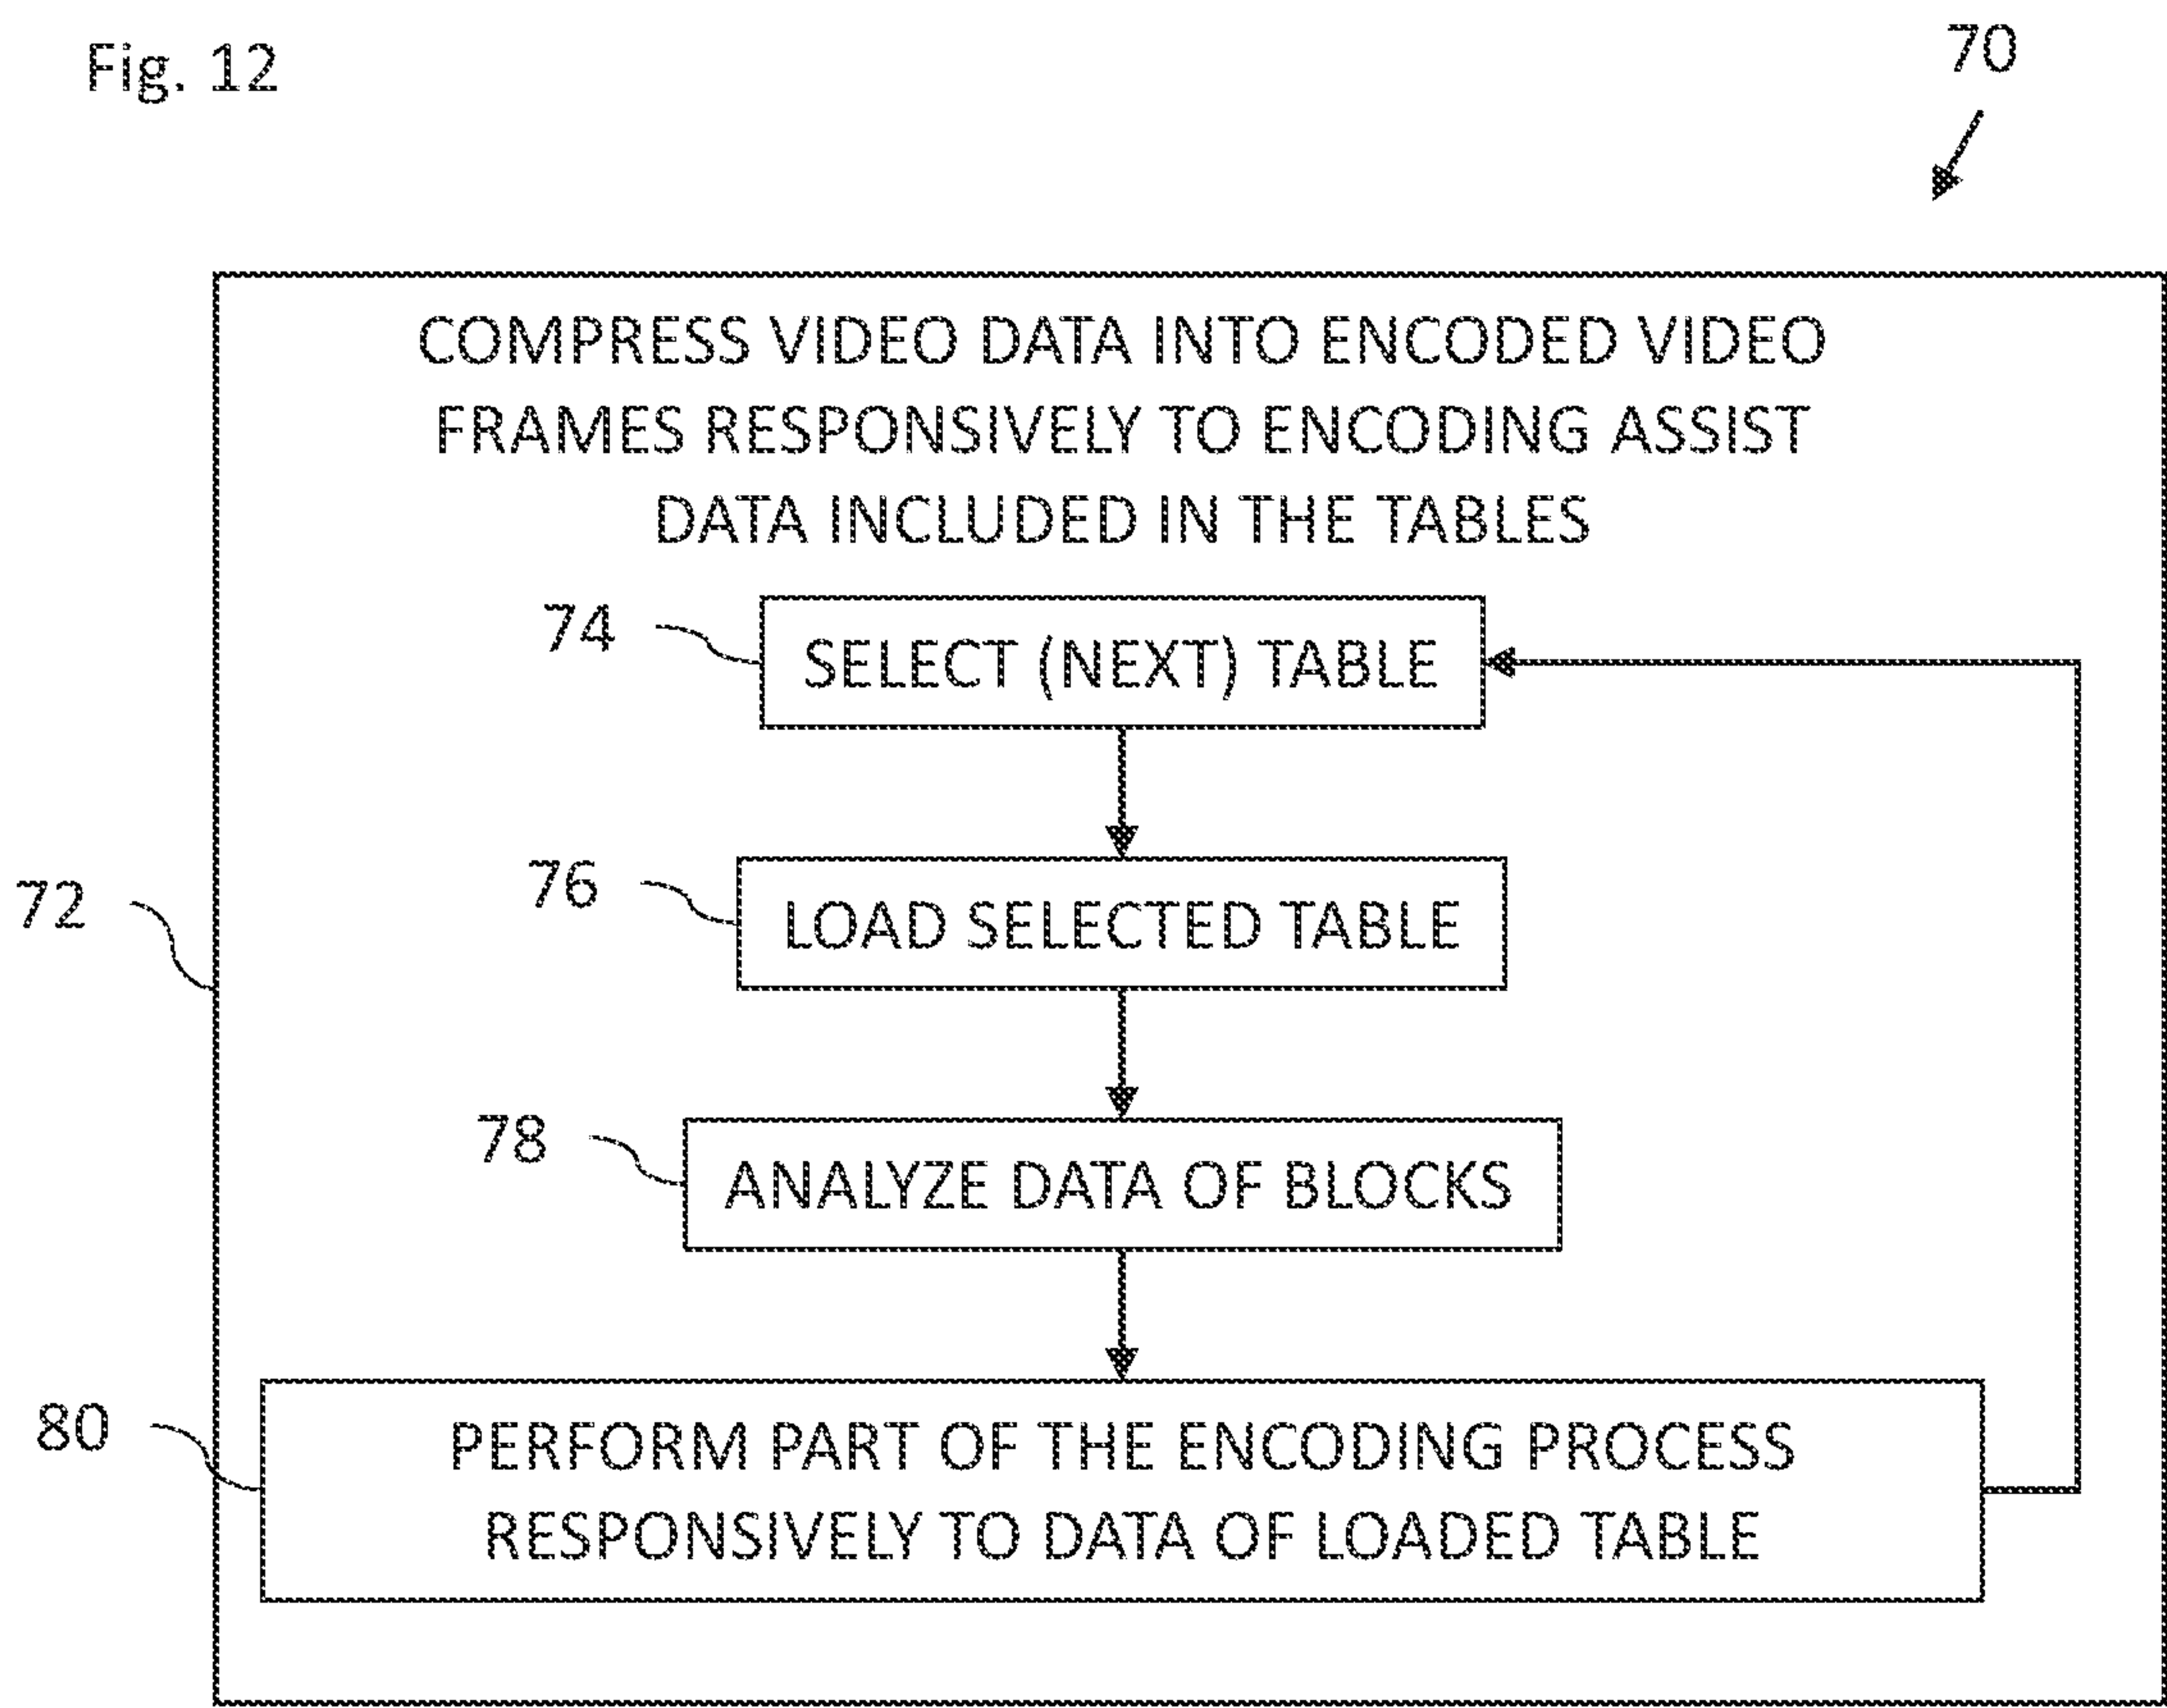 Fig. 12
70
COMPRESS VIDEO DATA INTO ENCODED VIDEO
FRAMES RESPONSIVELY TO ENCODING ASSIST
DATA INCLUDED IN THE TABLES
74
SELECT (NEXT) TABLE
76
LOAD SELECTED TABLE
72
78
ANALYZE DATA OF BLOCKS
80
PERFORM PART OF THE ENCODING PROCESS
RESPONSIVELY TO DATA OF LOADED TABLE